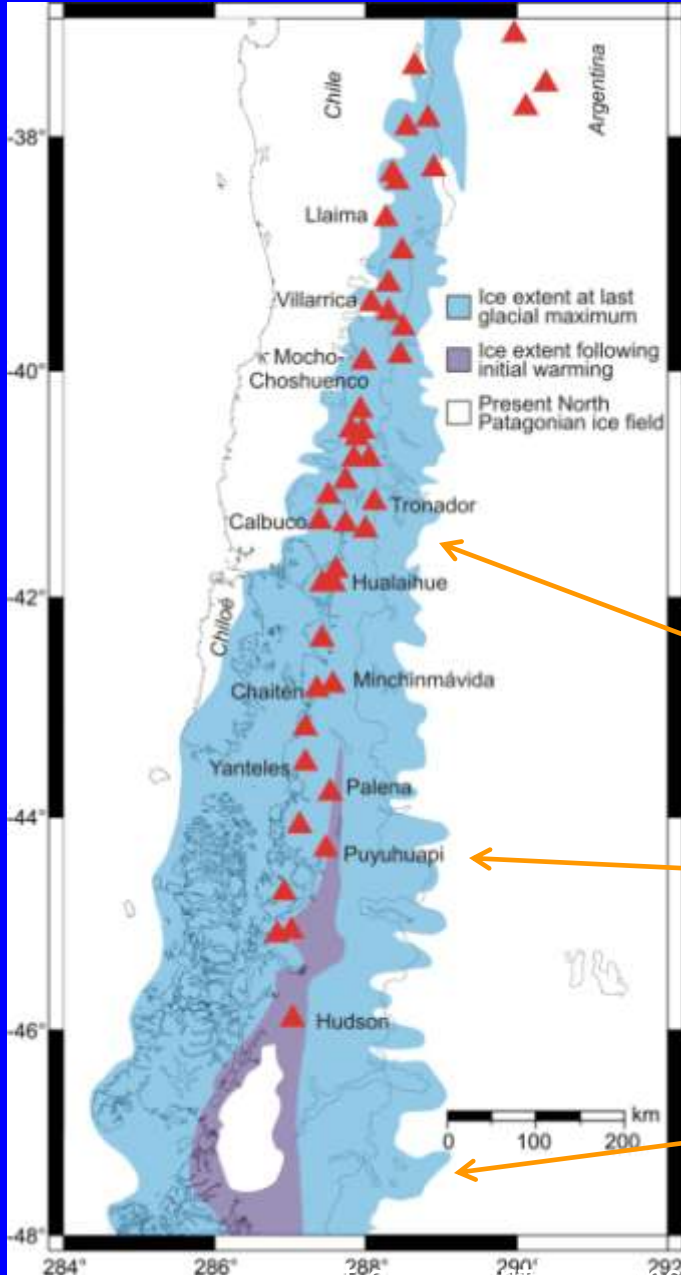 Chile
Argentina
-38°
Llaima
Villarrica
Ice extent at last
glacial maximum
Ice extent following
initial warming
Present North
Patagonian ice field
-40°
Mocho-
Choshuenco
Tronador
Calbuco
-42°
Hualaihue
Chiloé
Minchinmávida
Chaitén
Yanteles
Palena
-44°
Puyuhuapi
-46°
Hudson
km
0 100 200
-48°
284° 286° 288° 290° 292